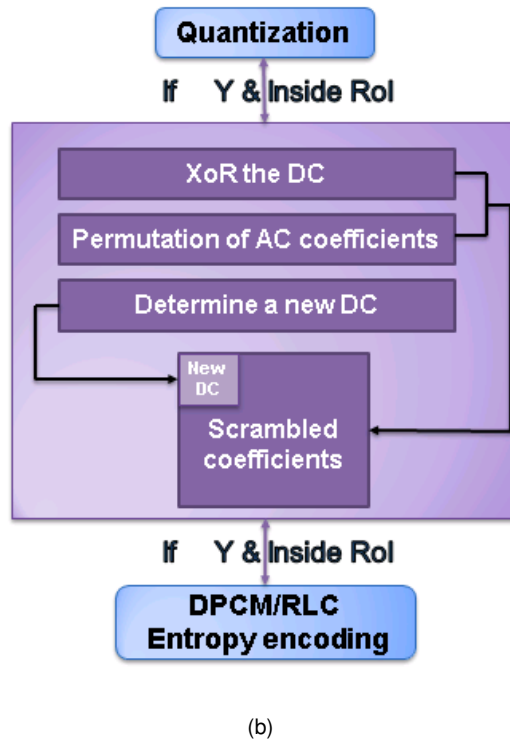 Quantization
If Y & Inside RoI
XoR the DC
Permutation of AC coefficients
Determine a new DC
New
DC
Scrambled
coefficients
If Y & Inside RoI
DPCM/RLC
Entropy encoding
(b)